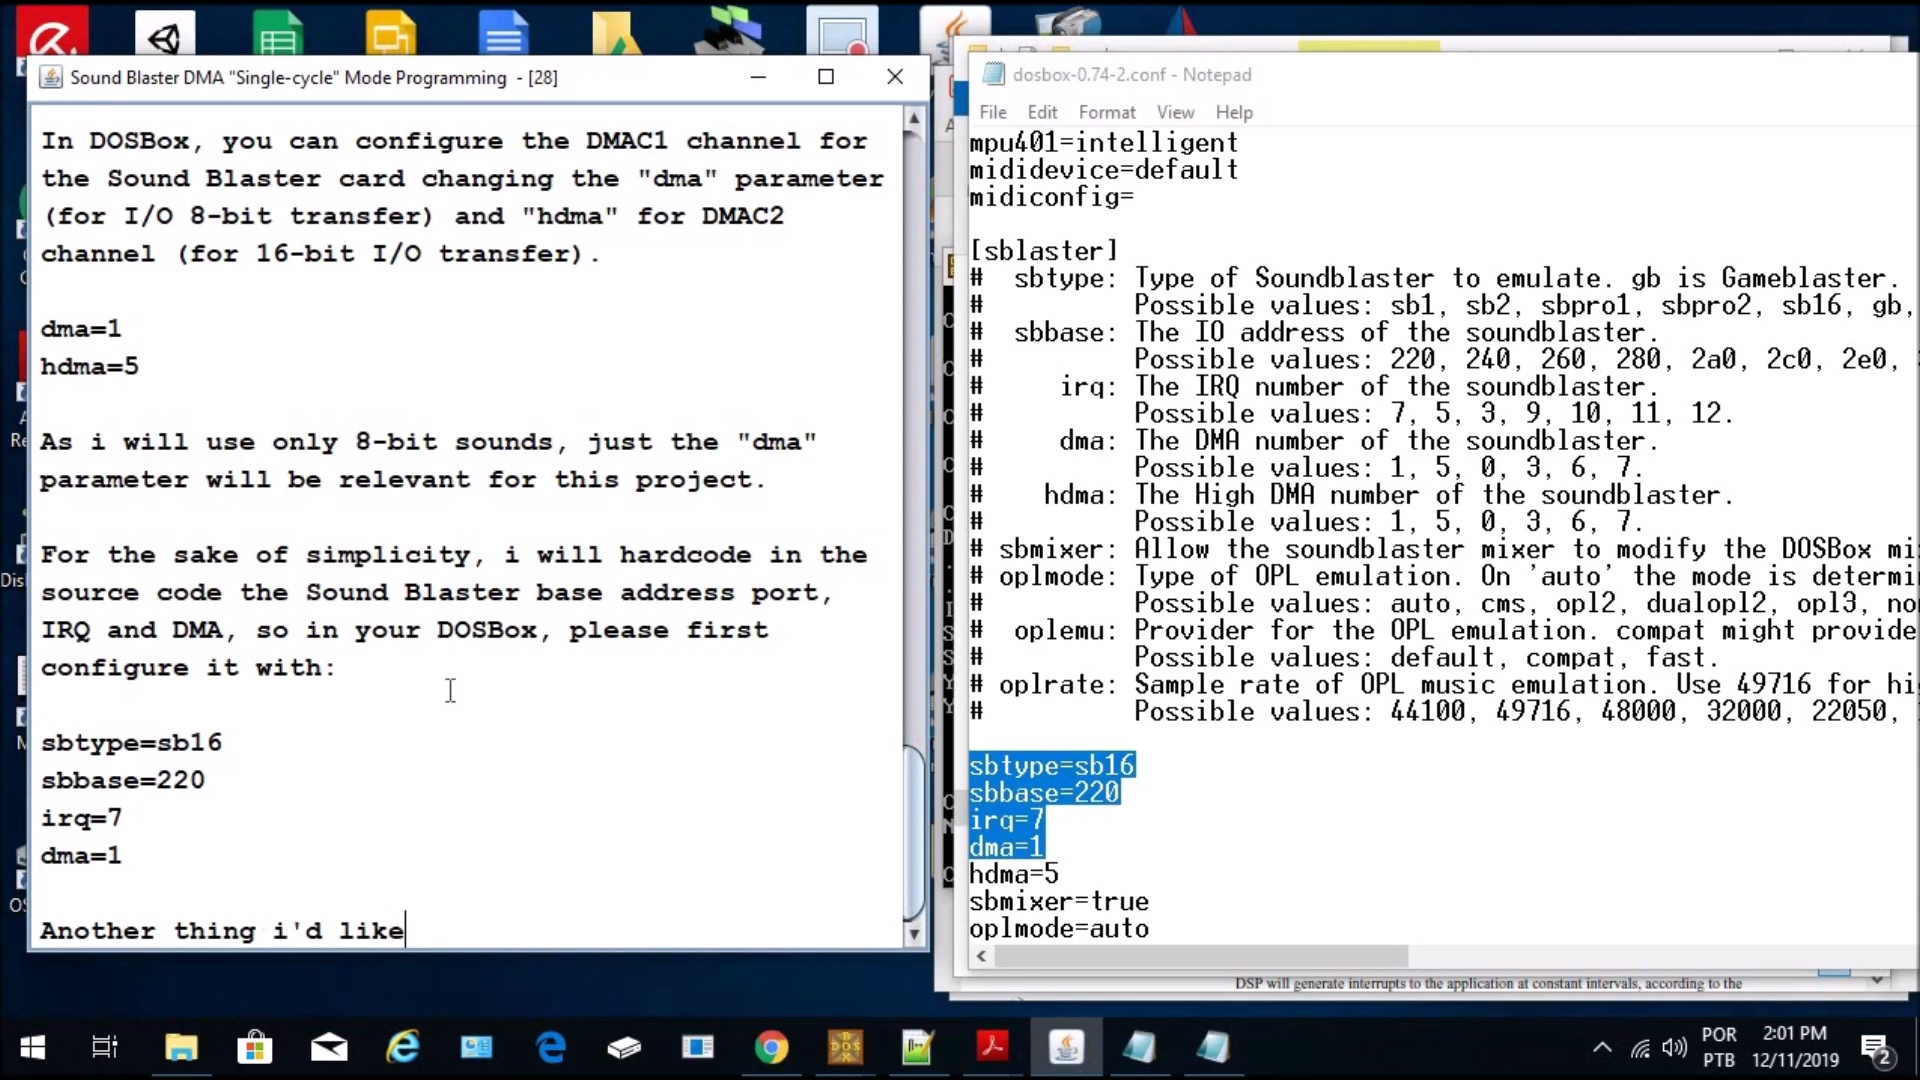 Sound Blaster DMA "Single-cycle" Mode Programming - [28]
In DOSBox, you can configure the DMAC1 channel for
the Sound Blaster card changing the "dma" parameter
(for I/O 8-bit transfer) and "hdma" for DMAC2
channel (for 16-bit I/O transfer).
dma=1
hdma=5
As i will use only 8-bit sounds, just the "dma"
parameter will be relevant for this project.
For the sake of simplicity, i will hardcode in the
source code the Sound Blaster base address port,
IRQ and DMA, so in your DOSBox, please first
configure it with:
sbtype=sb16
sbbase=220
irq=7
dma=1
Another thing i'd like
dosbox-0.74-2.conf - Notepad
File Edit Format View Help
mpu401=intelligent
mididevice=default
midiconfig=
[sblaster]
# sbtype: Type of Soundblaster to emulate. gb is Gameblaster.
# Possible values: sb1, sb2, sbpro1, sbpro2, sb16, gb,
# sbbase: The IO address of the soundblaster.
# Possible values: 220, 240, 260, 280, 2a0, 2c0, 2e0,
# irq: The IRQ number of the soundblaster.
# Possible values: 7, 5, 3, 9, 10, 11, 12.
# dma: The DMA number of the soundblaster.
# Possible values: 1, 5, 0, 3, 6, 7.
# hdma: The High DMA number of the soundblaster.
# Possible values: 1, 5, 0, 3, 6, 7.
# sbmixer: Allow the soundblaster mixer to modify the DOSBox mi
# oplmode: Type of OPL emulation. On 'auto' the mode is determi
# Possible values: auto, cms, opl2, dualopl2, opl3, no
# oplemu: Provider for the OPL emulation. compat might provide
# Possible values: default, compat, fast.
# oplrate: Sample rate of OPL music emulation. Use 49716 for hi
# Possible values: 44100, 49716, 48000, 32000, 22050,
sbtype=sb16
sbbase=220
irq=7
dma=1
hdma=5
sbmixer=true
oplmode=auto
DSP will generate interrupts to the application at constant intervals, according to the
POR
PTB
2:01 PM
12/11/2019
2